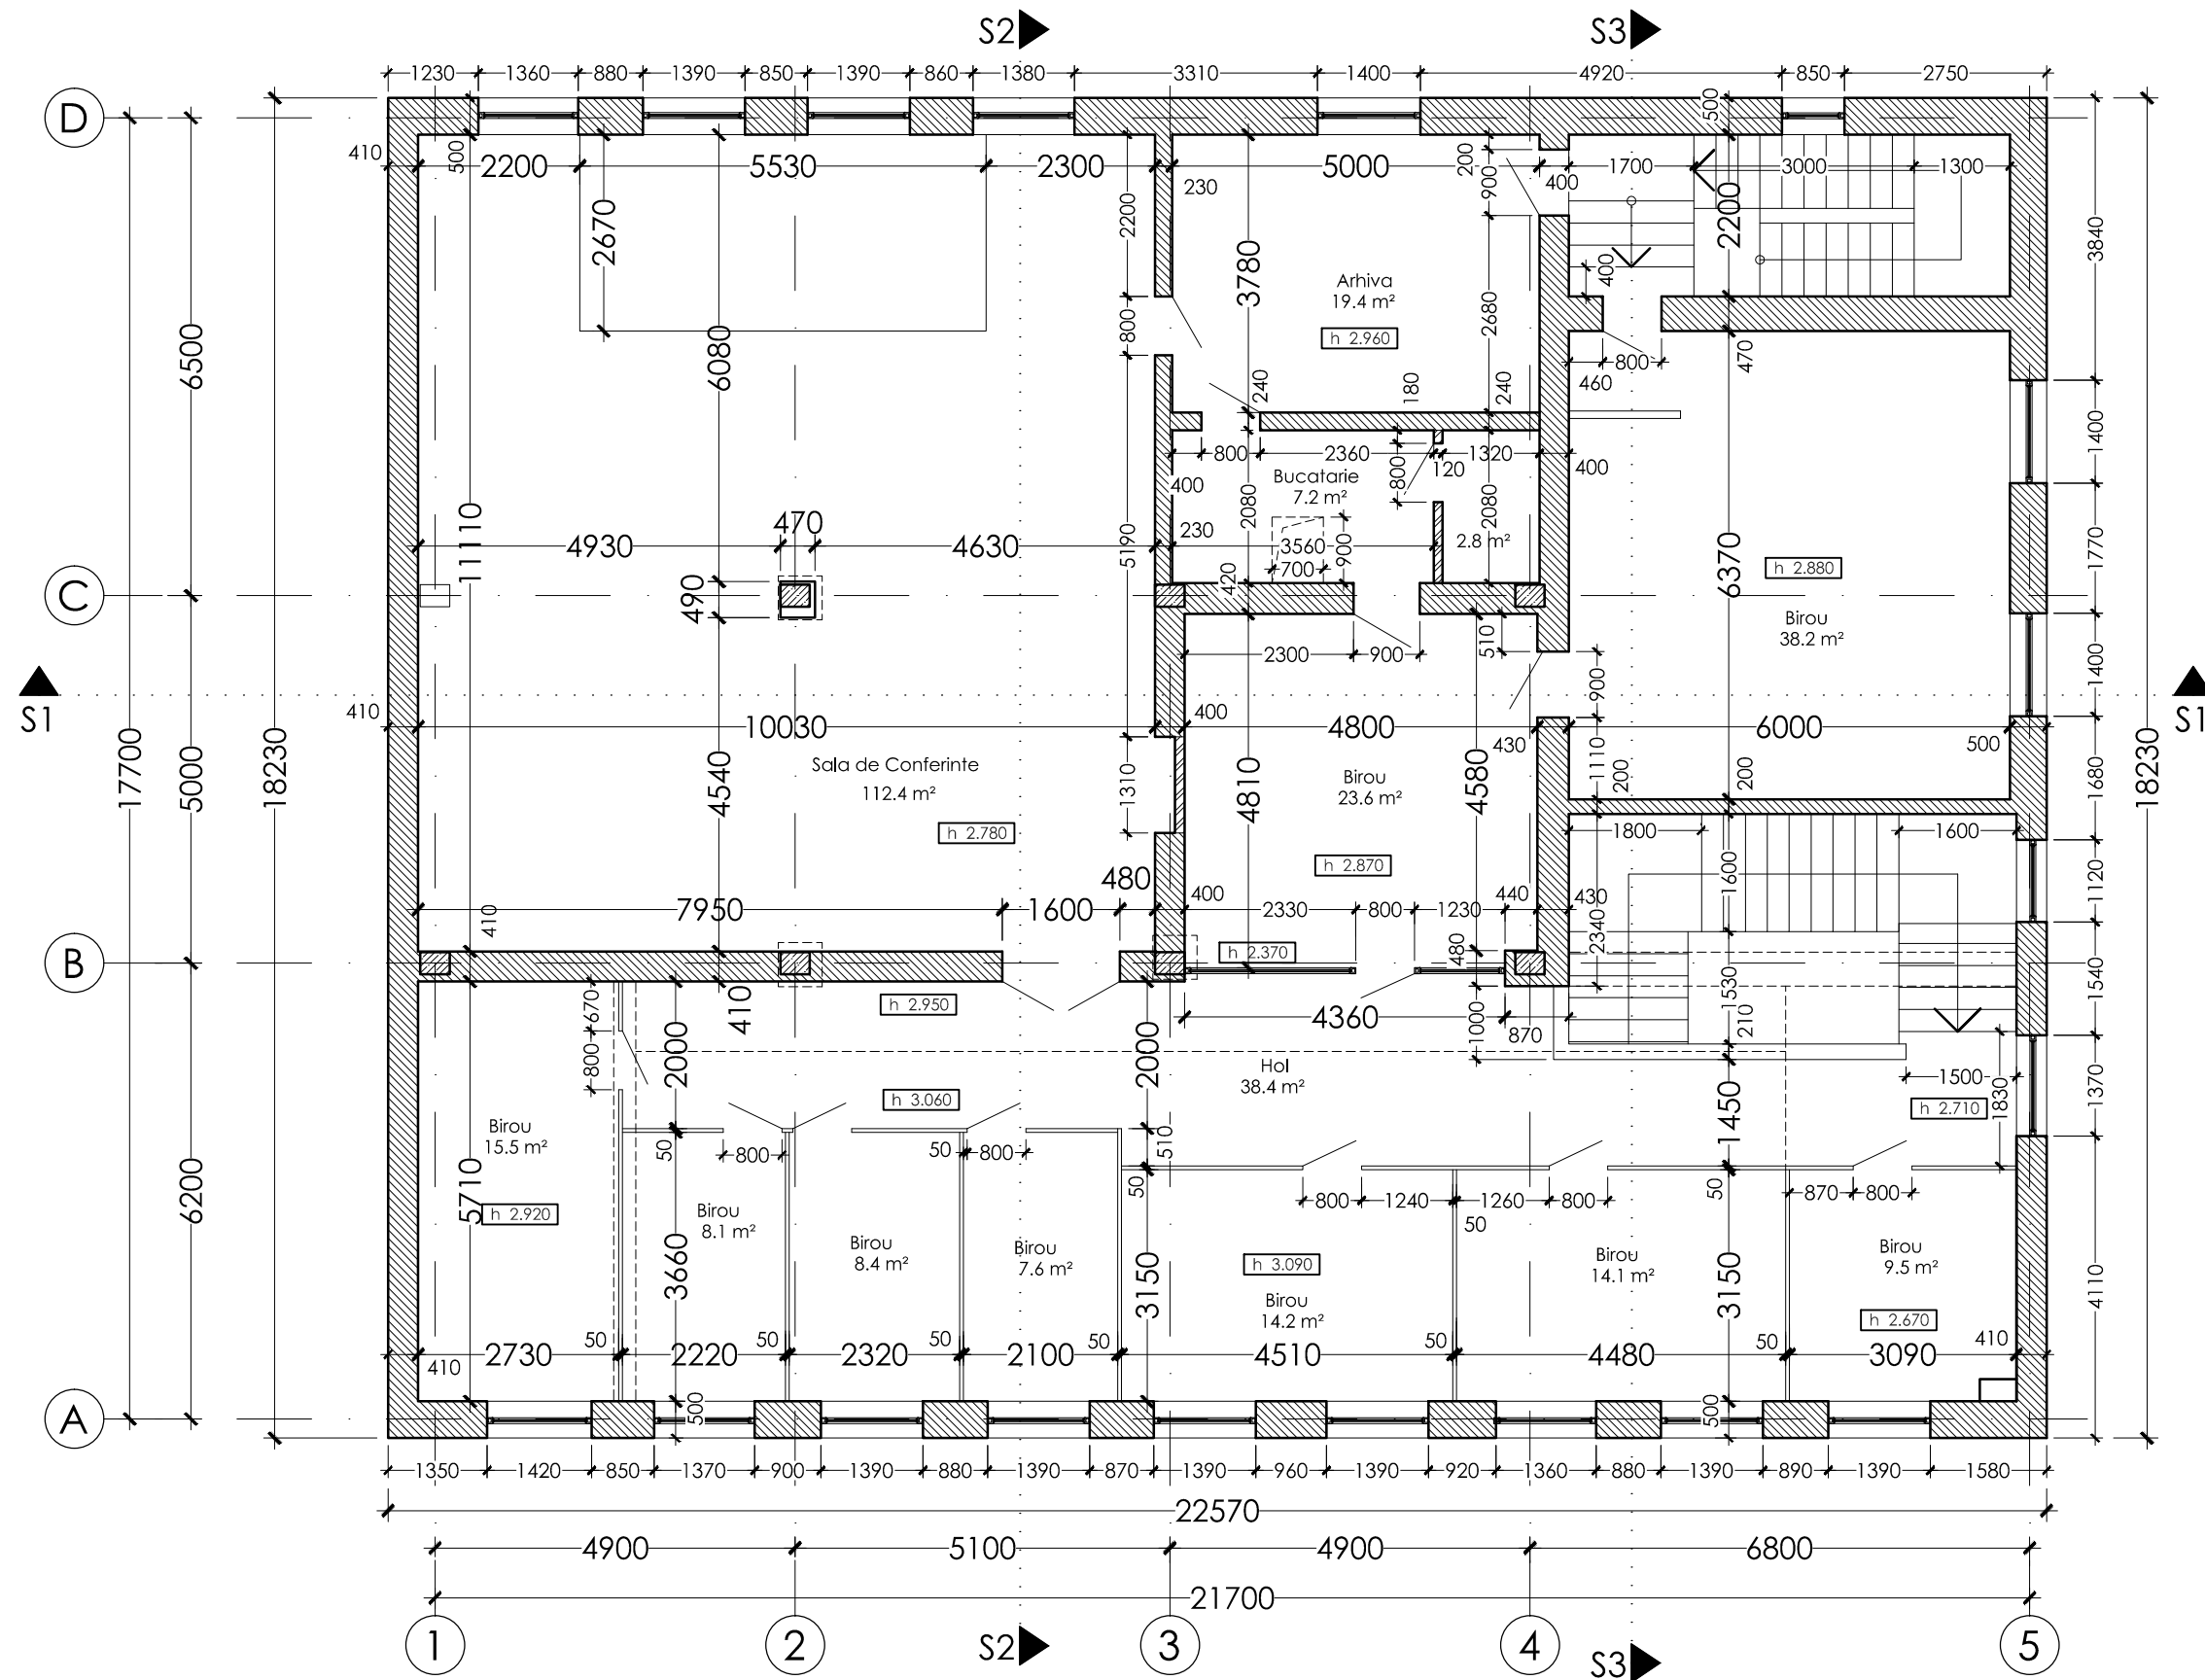 S2
S3
1230 1360 880 1390 850 1390 860 1380 3310 1400 4920 850 2750
D
500
410
500
2200 5530 2300
5000
200
400
1700 3000 1300
230
900
2200
2670
2200
3840
3780
400
Arhiva
19.4 m²
h 2.960
2680
6500
6080
800
800
460
470
240
180
240
1400
800 2360
120
1320
400
800
Bucatarie
7.2 m²
400
2080
2080
230
11110
470
4930 4630
5190
3560
900
2.8 m²
1770
700
h 2.880
6370
C
490
420
Birou
38.2 m²
510
2300 900
1400
900
S1
S1
410
10030
400
4800
430
6000
500
17700
5000
18230
18230
Sala de Conferinte
112.4 m²
4540
1310
4810
Birou
23.6 m²
4580
1110
200
200
1680
h 2.780
1800
1600
h 2.870
1600
1120
480
7950 1600
400
2330 800 1230
440
430
410
2340
h 2.370
480
B
1530
1540
670
410
h 2.950
4360
870
1000
210
2000
2000
800
Hol
38.4 m²
1500
1370
h 3.060
h 2.710
1830
1450
Birou
15.5 m²
50
800
50
800
510
50
800 1240
1260 800
50
870 800
50
6200
5710
h 2.920
Birou
8.1 m²
Birou
8.4 m²
Birou
7.6 m²
h 3.090
Birou
14.2 m²
Birou
14.1 m²
Birou
9.5 m²
3660
3150
3150
4110
h 2.670
50
50
50
50
50
50
410
410
2730 2220 2320 2100 4510 4480 3090
A
500
500
1350 1420 850 1370 900 1390 880 1390 870 1390 960 1390 920 1360 880 1390 890 1390 1580
22570
4900 5100 4900 6800
21700
1 2 3 4 5
S2
S3